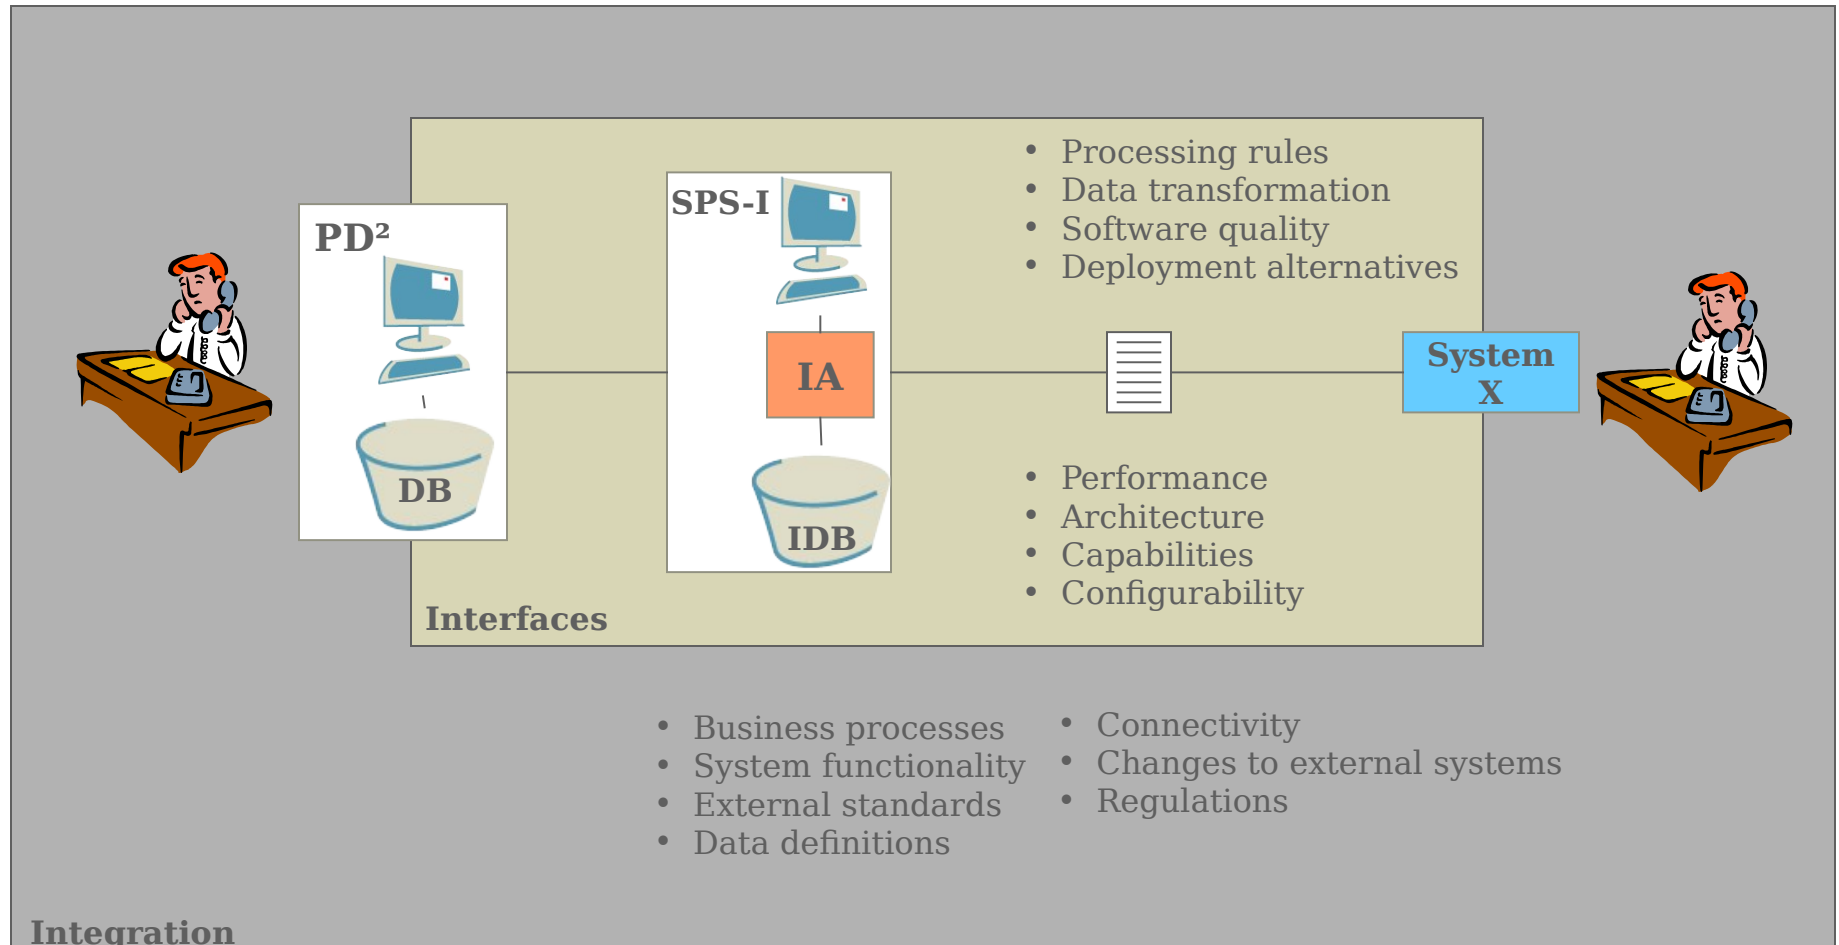 PD²
DB
SPS-I
IA
IDB
• Processing rules
• Data transformation
• Software quality
• Deployment alternatives
System
X
• Performance
• Architecture
• Capabilities
• Configurability
Interfaces
• Business processes
• System functionality
• External standards
• Data definitions
• Connectivity
• Changes to external systems
• Regulations
Integration